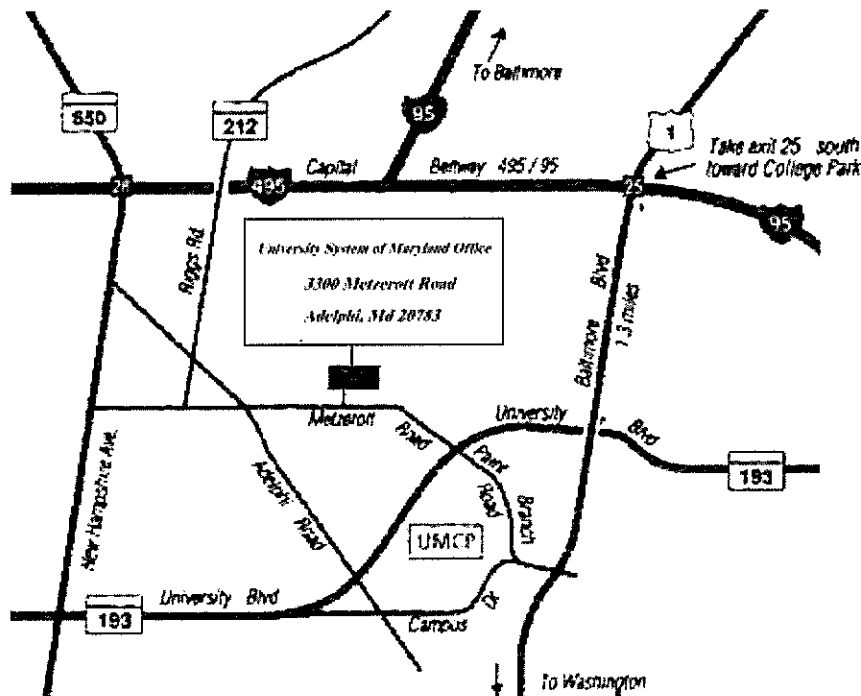 To Baltimore
650
212
95
1
Take exit 25 south
toward College Park
Capital Beltway 495 / 95
495
25
95
Riggs Rd.
University System of Maryland Office
3300 Metzerott Road
Adelphi, Md 20783
Baltimore Blvd
1.3 miles
University Blvd
Metzerott Road
193
New Hampshire Ave.
Adelphi Road
Paint Branch
Road
UMCP
University Blvd
193
Campus Dr
To Washington